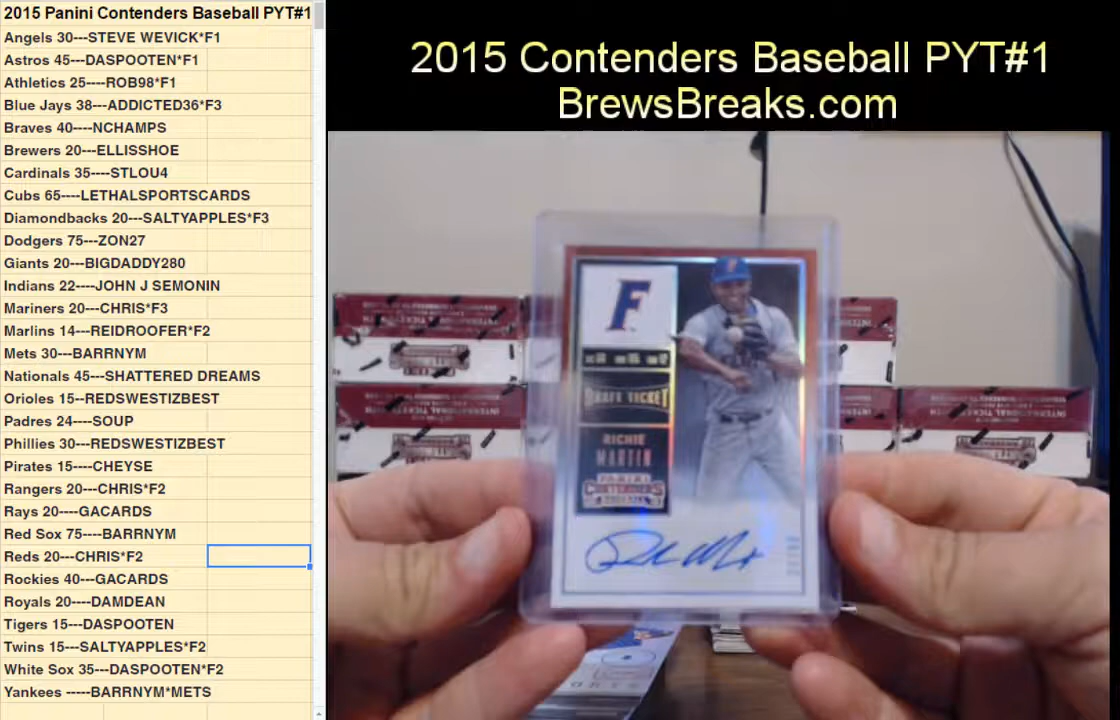 2015 Panini Contenders Baseball PYT#1
Angels 30---STEVE WEVICK*F1
Astros 45---DASPOOTEN*F1
Athletics 25----ROB98*F1
Blue Jays 38---ADDICTED36*F3
Braves 40----NCHAMPS
Brewers 20---ELLISSHOE
Cardinals 35----STLOU4
Cubs 65----LETHALSPORTSCARDS
Diamondbacks 20---SALTYAPPLES*F3
Dodgers 75---ZON27
Giants 20---BIGDADDY280
Indians 22----JOHN J SEMONIN
Mariners 20---CHRIS*F3
Marlins 14---REIDROOFER*F2
Mets 30---BARRNYM
Nationals 45---SHATTERED DREAMS
Orioles 15--REDSWESTIZBEST
Padres 24----SOUP
Phillies 30---REDSWESTIZBEST
Pirates 15----CHEYSE
Rangers 20---CHRIS*F2
Rays 20----GACARDS
Red Sox 75----BARRNYM
Reds 20---CHRIS*F2
Rockies 40---GACARDS
Royals 20----DAMDEAN
Tigers 15----DASPOOTEN
Twins 15---SALTYAPPLES*F2
White Sox 35---DASPOOTEN*F2
Yankees -----BARRNYM*METS
2015 Contenders Baseball PYT#1
BrewsBreaks.com
F
DRAFT TICKET
RICHIE
MARTIN
PANINI
CONTENDERS